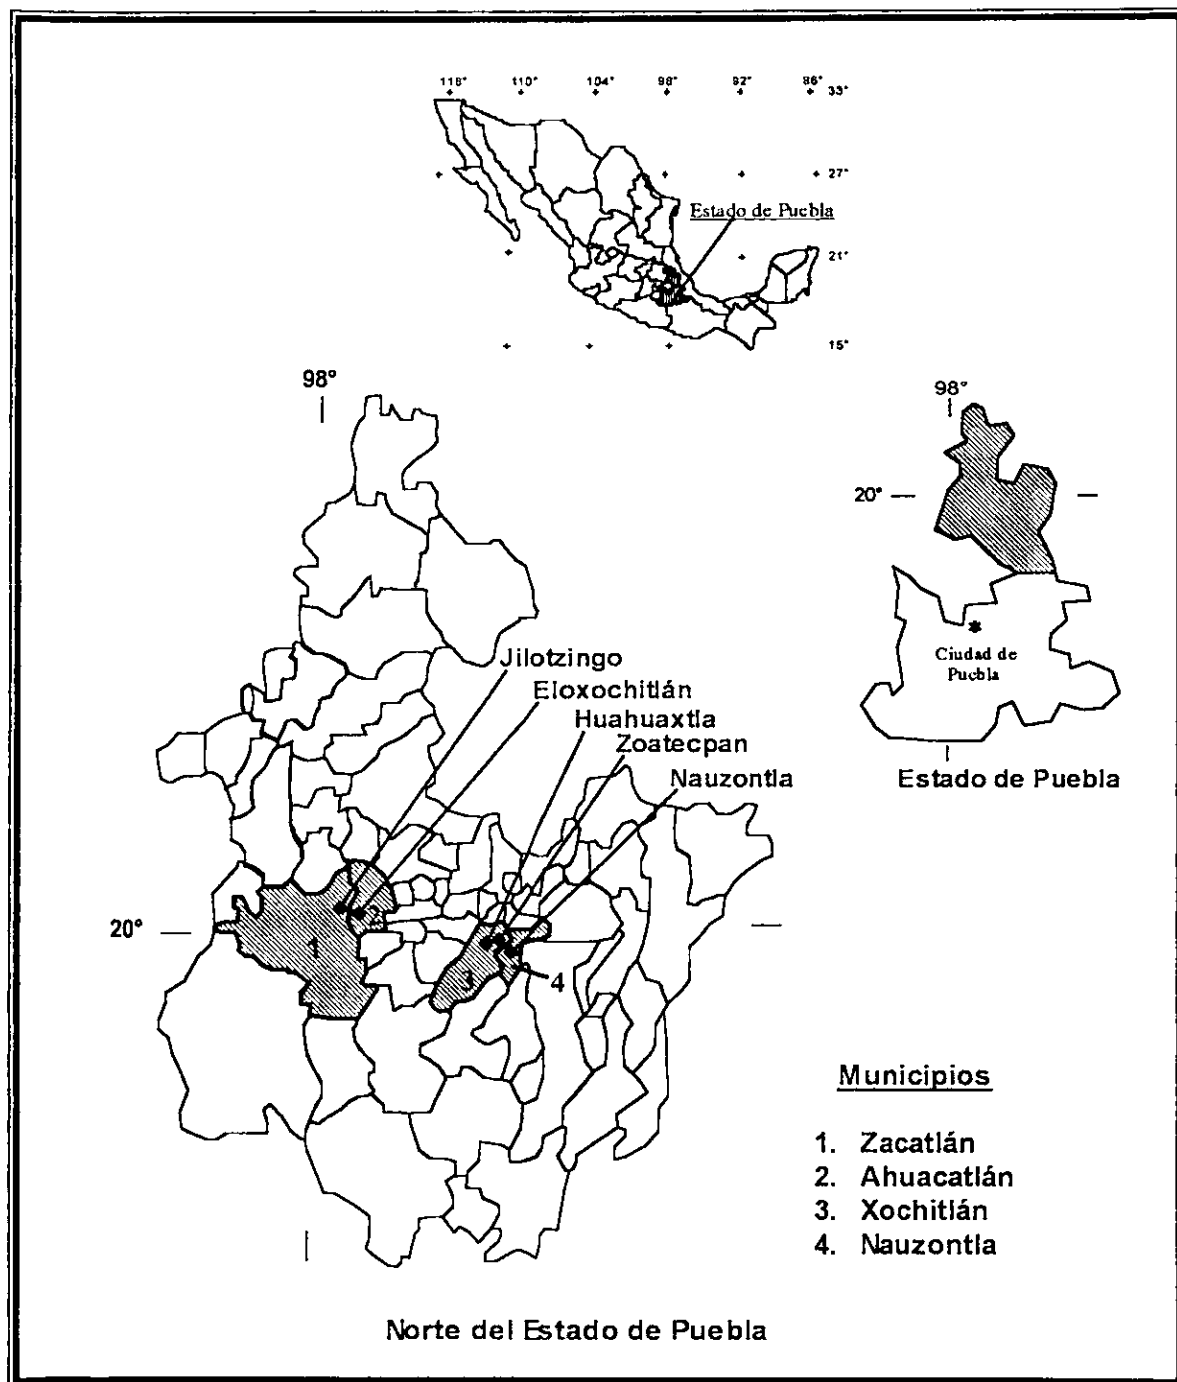 118° 110° 104° 98° 92° 86° 33°
27°
Estado de Puebla
21°
15°
98°
98°
20°
Jilotzingo
Eloxochitlán
Huahuaxtla
Zoatecpan
Nauzontla
*
Ciudad de
Puebla
Estado de Puebla
20°
1
2
3
4
Municipios
1. Zacatlán
2. Ahuacatlán
3. Xochitlán
4. Nauzontla
Norte del Estado de Puebla